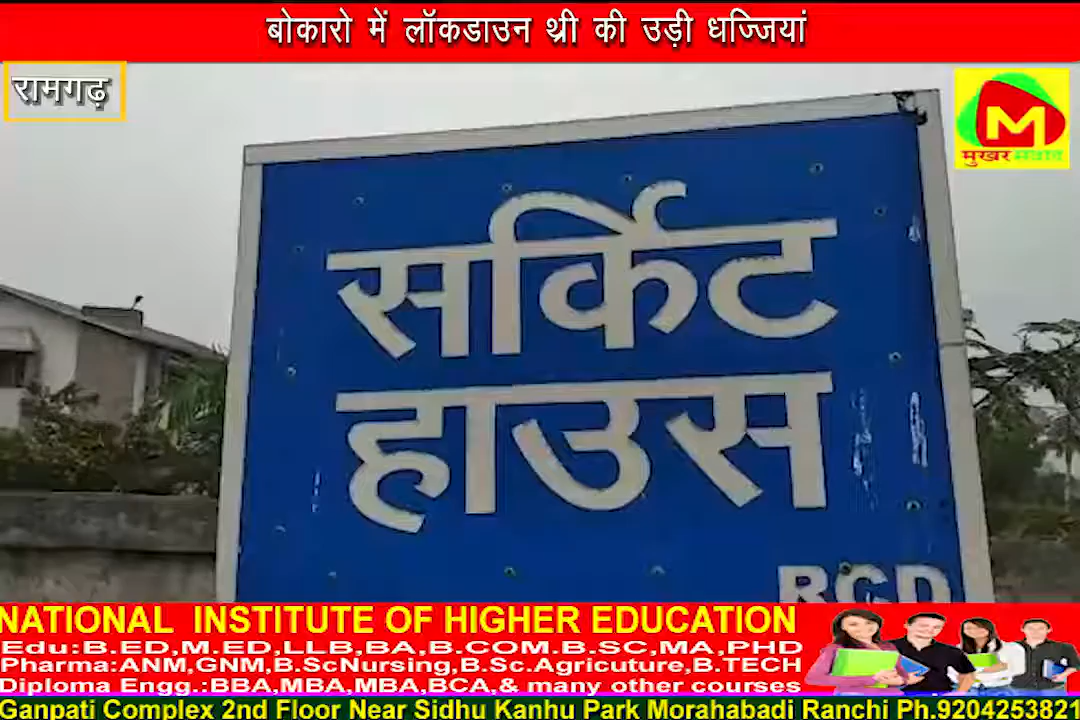 बोकारो में लॉकडाउन थ्री की उड़ी धज्जियां
रामगढ़
M
मुखर संवाद
सर्किट
हाउस
RCD
NATIONAL INSTITUTE OF HIGHER EDUCATION
Edu:B.ED,M.ED,LLB,BA,B.COM.B.SC,MA,PHD
Pharma:ANM,GNM,B.ScNursing,B.Sc.Agricuture,B.TECH
Diploma Engg.:BBA,MBA,MBA,BCA,& many other courses
Ganpati Complex 2nd Floor Near Sidhu Kanhu Park Morahabadi Ranchi Ph.9204253821